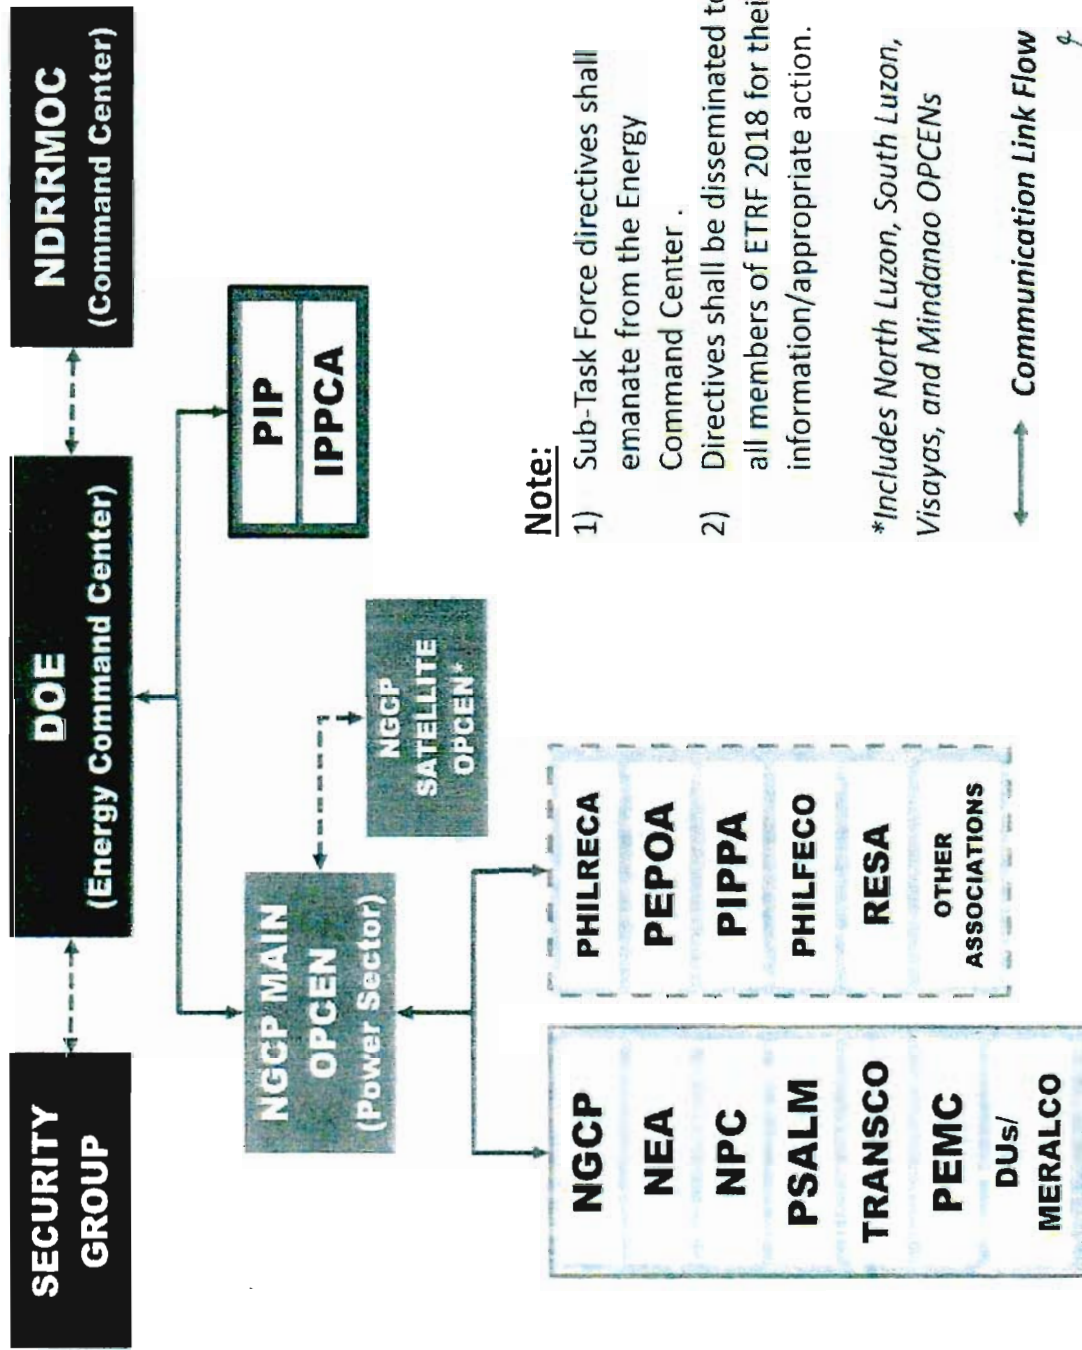 SECURITY
GROUP
DOE
(Energy Command Center)
NDRRMOC
(Command Center)
NGCP MAIN
OPCEN
(Power Sector)
NGCP
SATELLITE
OPCEN*
PIP
IPPCA
NGCP
NEA
NPC
PSALM
TRANSCO
PEMC
DUs/
MERALCO
PHILRECA
PEPOA
PIPPA
PHILFECO
RESA
OTHER
ASSOCIATIONS
Note:
1) Sub-Task Force directives shall
emanate from the Energy
Command Center .
2) Directives shall be disseminated to
all members of ETRF 2018 for their
information/appropriate action.
*Includes North Luzon, South Luzon,
Visayas, and Mindanao OPCENs
Communication Link Flow